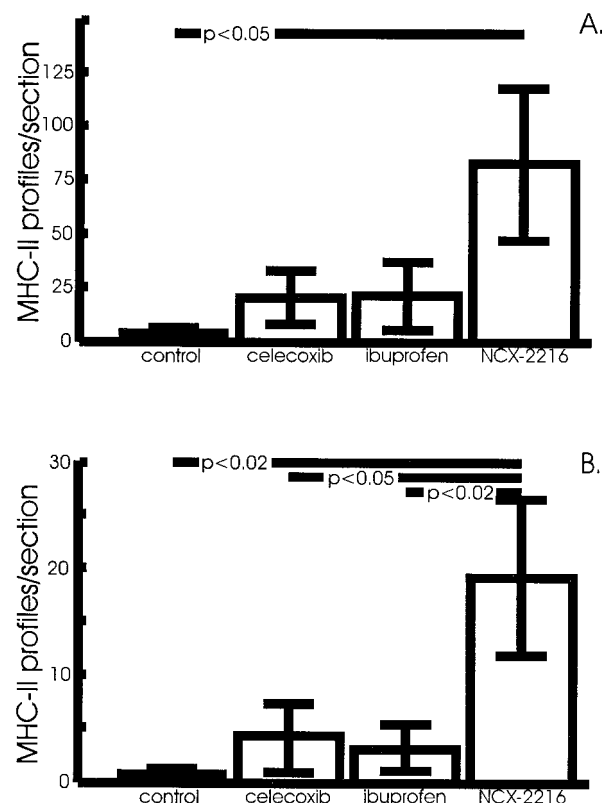 A.
p<0.05
MHC-II profiles/section
125
100
75
50
25
0
control celecoxib ibuprofen NCX-2216
B.
p<0.02
p<0.05
p<0.02
MHC-II profiles/section
30
20
10
0
control celecoxib ibuprofen NCX-2216